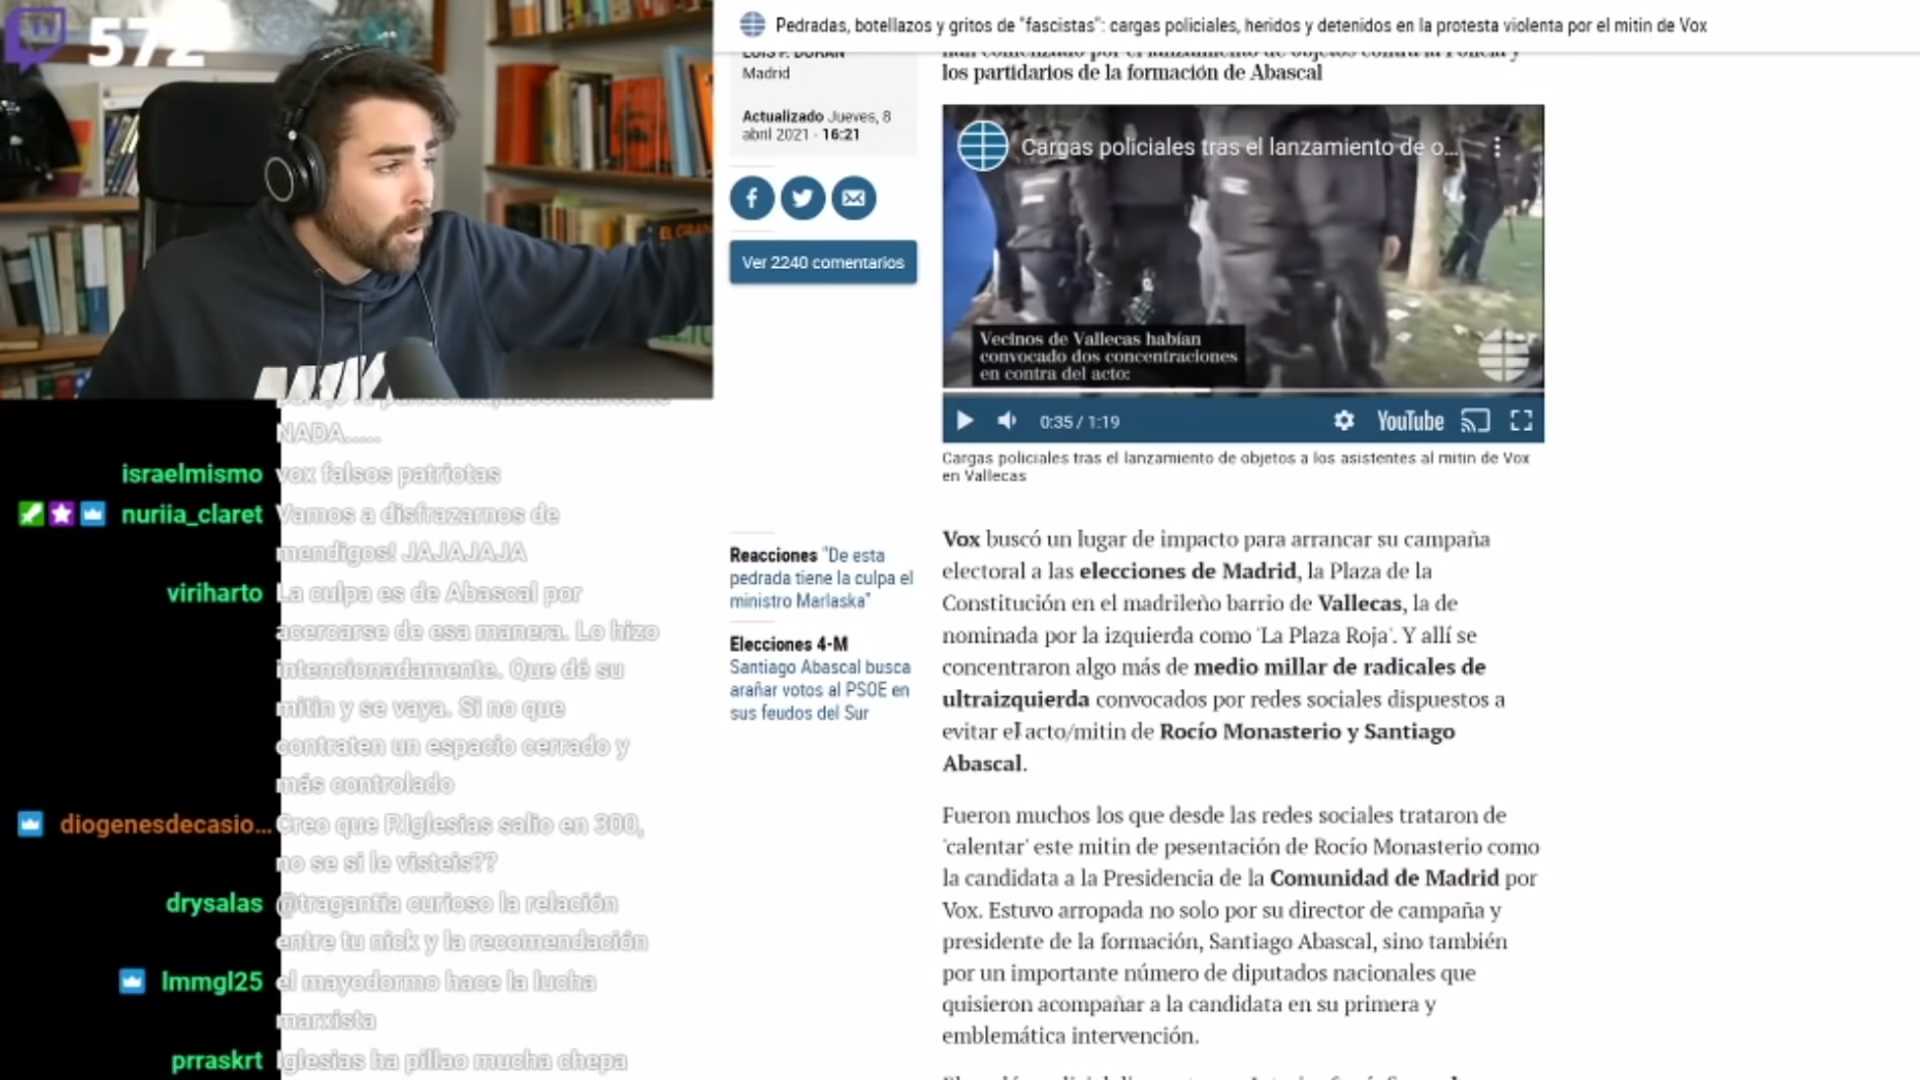 572
Pedradas, botellazos y gritos de "fascistas": cargas policiales, heridos y detenidos en la protesta violenta por el mitin de Vox
Madrid
Actualizado Jueves, 8
abril 2021 - 16:21
Ver 2240 comentarios
los partidarios de la formación de Abascal
Cargas policiales tras el lanzamiento de o...
Vecinos de Vallecas habían
convocado dos concentraciones
en contra del acto:
0:35 / 1:19
YouTube
Cargas policiales tras el lanzamiento de objetos a los asistentes al mitin de Vox
en Vallecas
Reacciones "De esta
pedrada tiene la culpa el
ministro Marlaska"
Elecciones 4-M
Santiago Abascal busca
arañar votos al PSOE en
sus feudos del Sur
Vox buscó un lugar de impacto para arrancar su campaña
electoral a las elecciones de Madrid, la Plaza de la
Constitución en el madrileño barrio de Vallecas, la de
nominada por la izquierda como 'La Plaza Roja'. Y allí se
concentraron algo más de medio millar de radicales de
ultraizquierda convocados por redes sociales dispuestos a
evitar el acto/mitin de Rocío Monasterio y Santiago
Abascal.
Fueron muchos los que desde las redes sociales trataron de
'calentar' este mitin de pesentación de Rocío Monasterio como
la candidata a la Presidencia de la Comunidad de Madrid por
Vox. Estuvo arropada no solo por su director de campaña y
presidente de la formación, Santiago Abascal, sino también
por un importante número de diputados nacionales que
quisieron acompañar a la candidata en su primera y
emblemática intervención.
NADA.....
israelmismo vox falsos patriotas
nuriia_claret Vamos a disfrazarnos de
mendigos! JAJAJAJA
viriharto La culpa es de Abascal por
acercarse de esa manera. Lo hizo
intencionadamente. Que dé su
mitin y se vaya. Si no que
contraten un espacio cerrado y
más controlado
diogenesdecasio... Creo que P.Iglesias salio en 300,
no se si le visteis??
drysalas @tragantia curioso la relación
entre tu nick y la recomendación
lmmgl25 el mayodormo hace la lucha
marxista
prraskrt Iglesias ha pillao mucha chepa